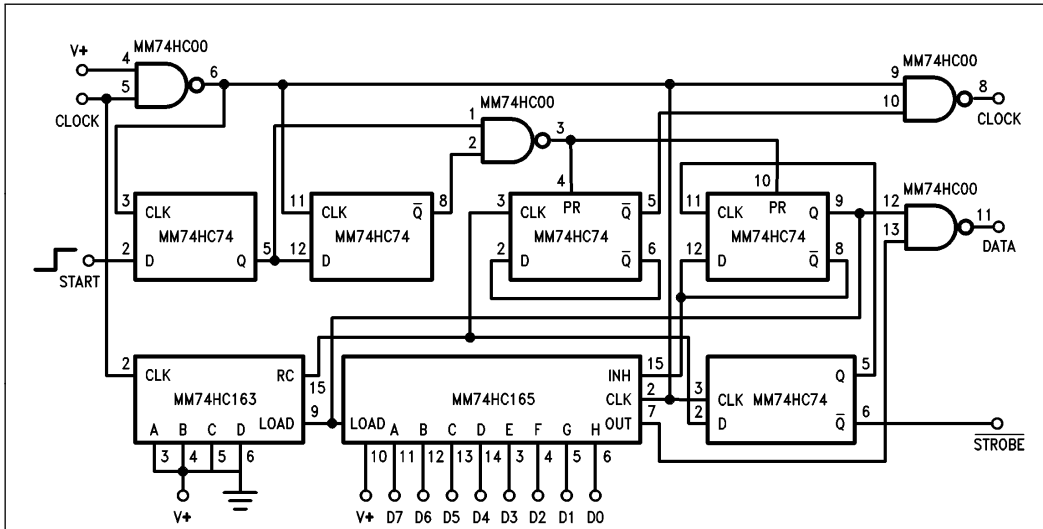 V+
MM74HC00
4
5
6
CLOCK
MM74HC00
9
10
8
CLOCK
MM74HC00
1
2
3
3
CLK
MM74HC74
2
D
Q
5
START
11
CLK
Q̅
8
MM74HC74
12
D
4
3
CLK
PR
Q̅
5
MM74HC74
2
D
Q̅
6
10
11
CLK
PR
Q
9
MM74HC74
12
D
Q̅
8
MM74HC00
12
13
11
DATA
2
CLK
RC
15
MM74HC163
LOAD
9
A B C D
3 4 5 6
V+
INH
15
CLK
2
MM74HC165
LOAD
OUT
7
A B C D E F G H
10 11 12 13 14 3 4 5 6
V+ D7 D6 D5 D4 D3 D2 D1 D0
Q
5
3
CLK
MM74HC74
2
D
Q̅
6
S̅T̅R̅O̅B̅E̅